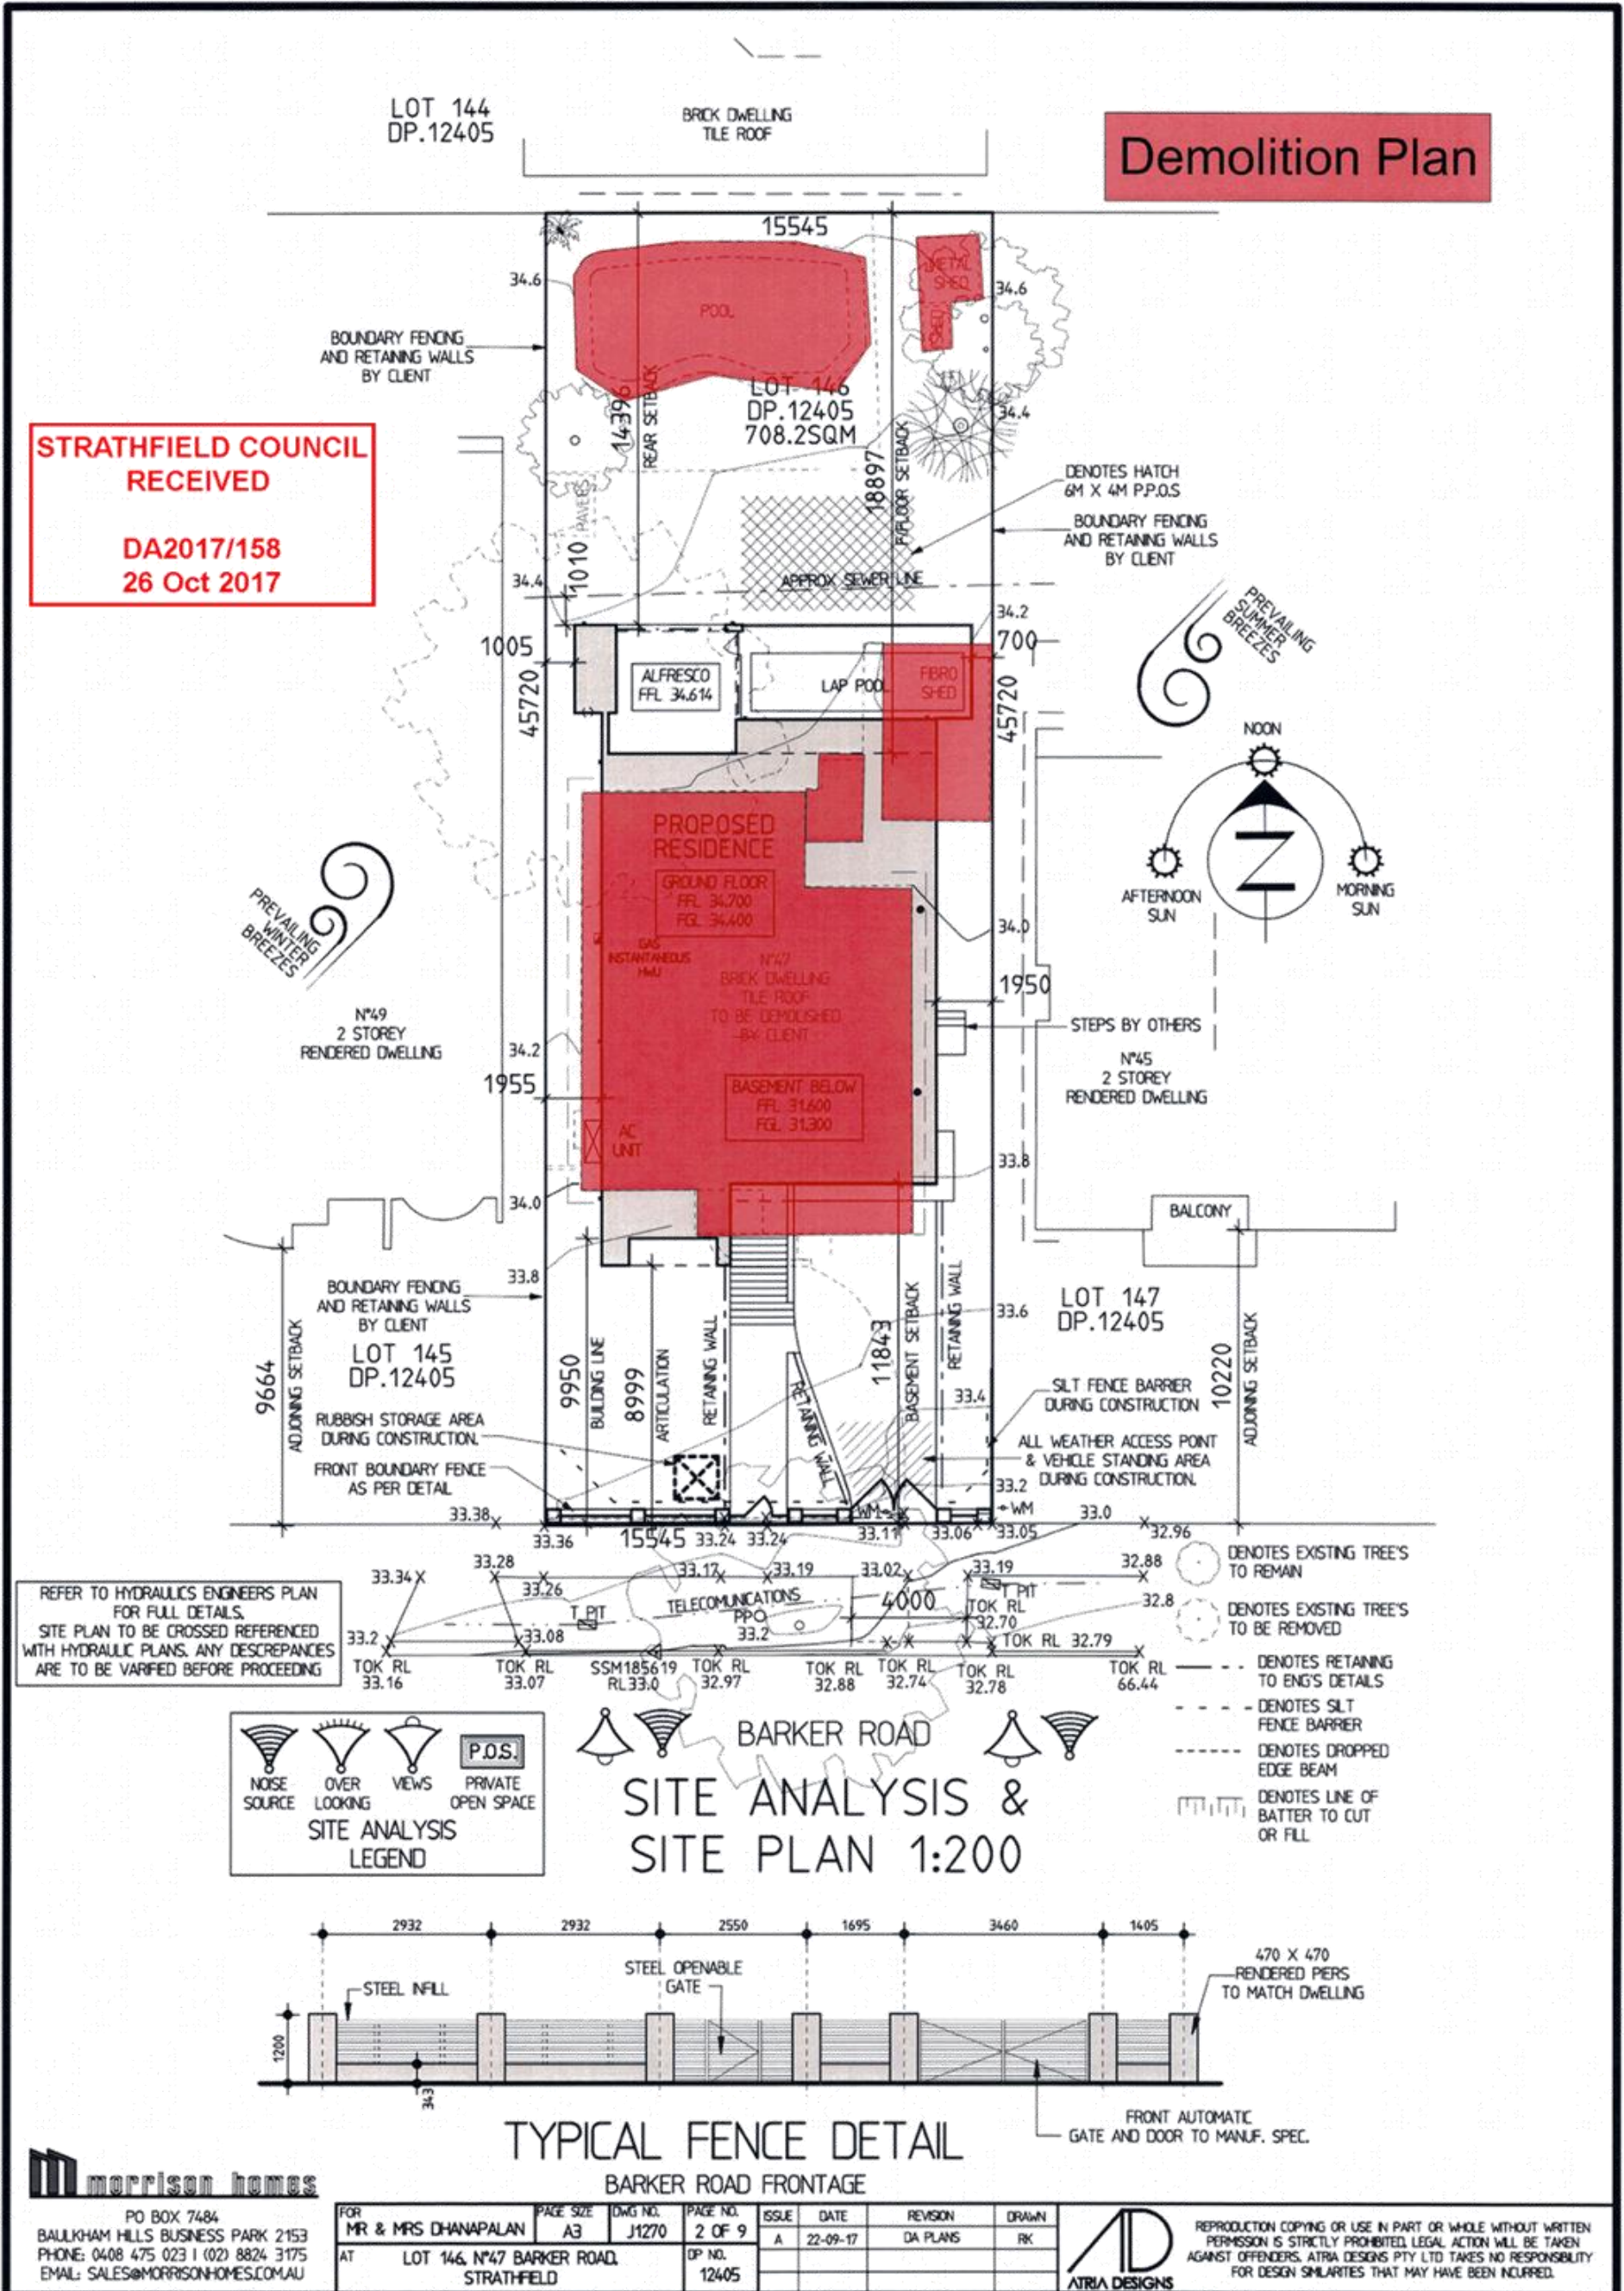 LOT 144
DP.12405
BRICK DWELLING
TILE ROOF
Demolition Plan
15545
34.6
POOL
METAL
SHED
SHED
34.6
BOUNDARY FENCING
AND RETAINING WALLS
BY CLIENT
14396
REAR SETBACK
LOT 146
DP.12405
708.2SQM
18897
F/FLOOR SETBACK
34.4
STRATHFIELD COUNCIL
RECEIVED
DA2017/158
26 Oct 2017
DENOTES HATCH
6M X 4M P.P.O.S
BOUNDARY FENCING
AND RETAINING WALLS
BY CLIENT
PAVERS
1010
34.4
APPROX SEWER LINE
34.2
PREVAILING
SUMMER
BREEZES
1005
700
45720
ALFRESCO
FFL 34.614
LAP POOL
FIBRO
SHED
45720
NOON
AFTERNOON
SUN
N
MORNING
SUN
PROPOSED
RESIDENCE
GROUND FLOOR
FFL 34.700
FGL 34.400
GAS
INSTANTANEOUS
HWU
N°47
BRICK DWELLING
TILE ROOF
TO BE DEMOLISHED
BY CLIENT
34.0
1950
PREVAILING
WINTER
BREEZES
N°49
2 STOREY
RENDERED DWELLING
STEPS BY OTHERS
N°45
2 STOREY
RENDERED DWELLING
34.2
1955
BASEMENT BELOW
FFL 31.600
FGL 31.300
AC
UNIT
33.8
34.0
BALCONY
33.8
BOUNDARY FENCING
AND RETAINING WALLS
BY CLIENT
LOT 145
DP.12405
9664
ADJOINING SETBACK
9950
BUILDING LINE
8999
ARTICULATION
RETAINING WALL
RETAINING WALL
11843
BASEMENT SETBACK
RETAINING WALL
33.6
LOT 147
DP.12405
10220
ADJOINING SETBACK
33.4
SILT FENCE BARRIER
DURING CONSTRUCTION
RUBBISH STORAGE AREA
DURING CONSTRUCTION.
ALL WEATHER ACCESS POINT
& VEHICLE STANDING AREA
DURING CONSTRUCTION.
FRONT BOUNDARY FENCE
AS PER DETAIL
33.2
WM
WM
33.38
33.36
15545
33.24
33.24
33.11
33.06
33.05
33.0
32.96
33.34
33.28
33.26
33.17
33.19
33.02
33.19
32.88
DENOTES EXISTING TREE'S
TO REMAIN
REFER TO HYDRAULICS ENGINEERS PLAN
FOR FULL DETAILS.
SITE PLAN TO BE CROSSED REFERENCED
WITH HYDRAULIC PLANS. ANY DESCREPANCIES
ARE TO BE VARIFIED BEFORE PROCEEDING
T PIT
TELECOMUNICATIONS
PPO
33.2
4000
T PIT
TOK RL
32.70
32.8
DENOTES EXISTING TREE'S
TO BE REMOVED
33.2
33.08
TOK RL 32.79
TOK RL
33.16
TOK RL
33.07
SSM185619
RL33.0
TOK RL
32.97
TOK RL
32.88
TOK RL
32.74
TOK RL
32.78
TOK RL
66.44
DENOTES RETAINING
TO ENG'S DETAILS
DENOTES SILT
FENCE BARRIER
DENOTES DROPPED
EDGE BEAM
DENOTES LINE OF
BATTER TO CUT
OR FILL
BARKER ROAD
NOISE
SOURCE
OVER
LOOKING
VIEWS
P.O.S.
PRIVATE
OPEN SPACE
SITE ANALYSIS
LEGEND
SITE ANALYSIS &
SITE PLAN 1:200
2932
2932
2550
1695
3460
1405
STEEL INFILL
STEEL OPENABLE
GATE
470 X 470
RENDERED PIERS
TO MATCH DWELLING
1200
343
FRONT AUTOMATIC
GATE AND DOOR TO MANUF. SPEC.
TYPICAL FENCE DETAIL
BARKER ROAD FRONTAGE
morrison homes
PO BOX 7484
BAULKHAM HILLS BUSINESS PARK 2153
PHONE: 0408 475 023 | (02) 8824 3175
EMAIL: SALES@MORRISONHOMES.COM.AU
FOR
MR & MRS DHANAPALAN
PAGE SIZE
A3
DWG NO.
J1270
PAGE NO.
2 OF 9
AT
LOT 146, N°47 BARKER ROAD,
STRATHFIELD
DP NO.
12405
ISSUE
DATE
REVISION
DRAWN
A
22-09-17
DA PLANS
RK
AD
ATRIA DESIGNS
REPRODUCTION COPYING OR USE IN PART OR WHOLE WITHOUT WRITTEN
PERMISSION IS STRICTLY PROHIBITED, LEGAL ACTION WILL BE TAKEN
AGAINST OFFENDERS. ATRIA DESIGNS PTY LTD TAKES NO RESPONSIBILITY
FOR DESIGN SIMILARITIES THAT MAY HAVE BEEN INCURRED.